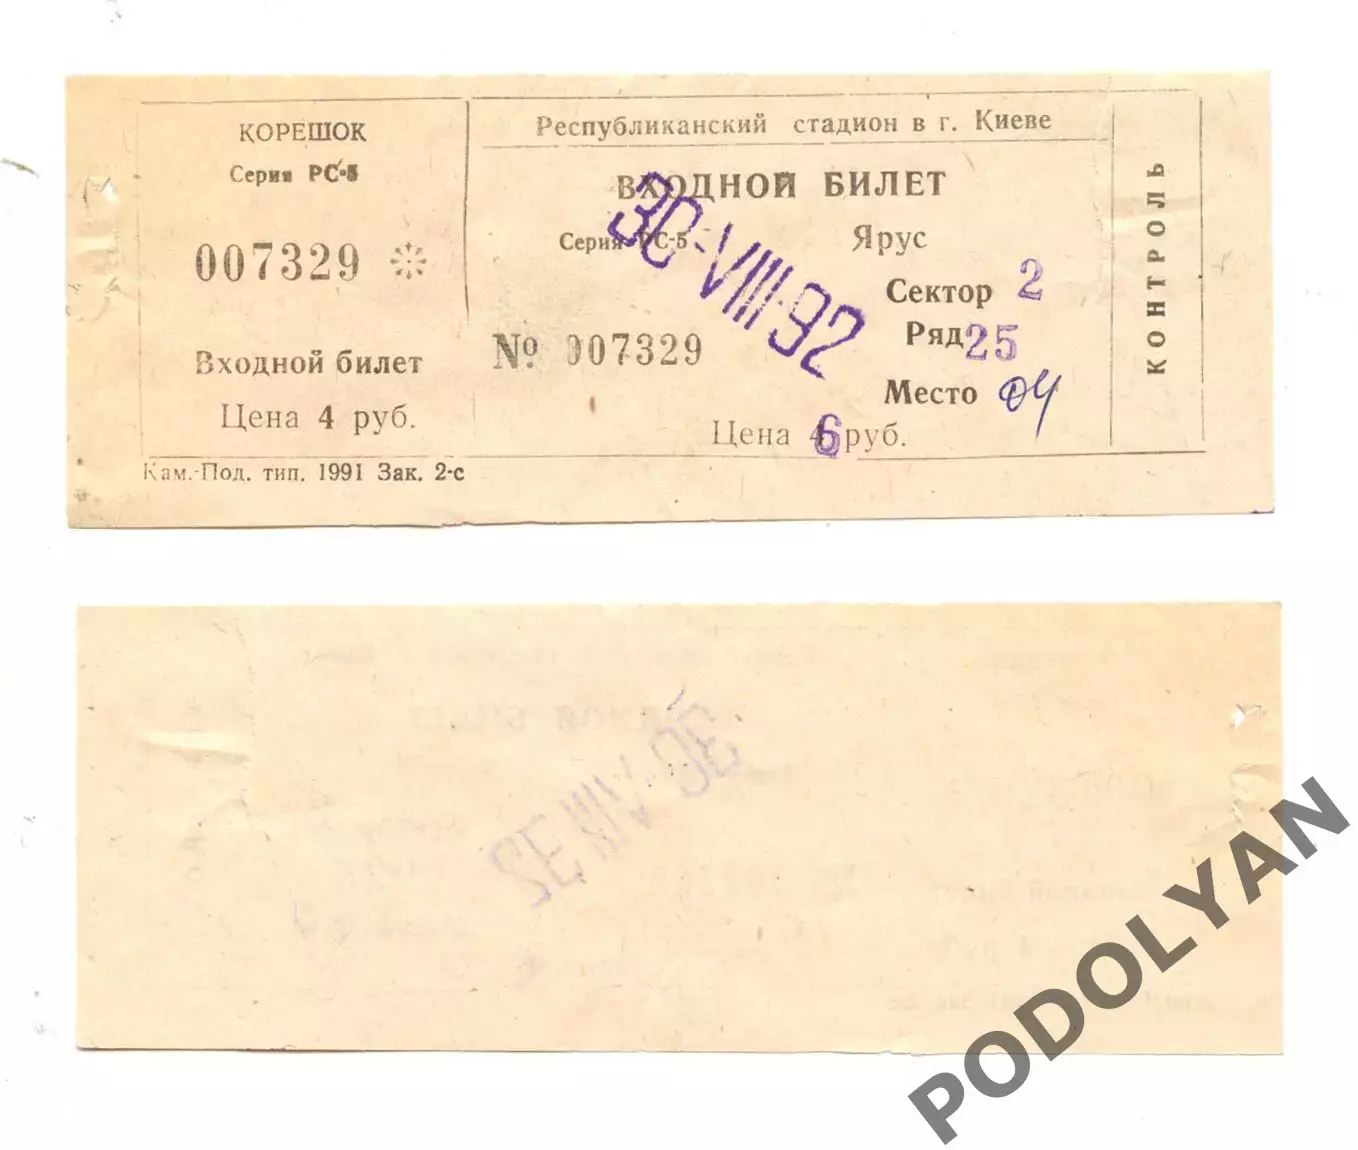 КОРЕШОК
Серия РС-5
007329
Входной билет
Цена 4 руб.
Кам.-Под. тип. 1991 Зак. 2-с
Республиканский стадион в г. Киеве
ВХОДНОЙ БИЛЕТ
Серия РС-5
30-VIII-92
Ярус
Сектор 2
Ряд 25
№ 007329
Место 04
Цена 6 руб.
КОНТРОЛЬ
PODOLYAN